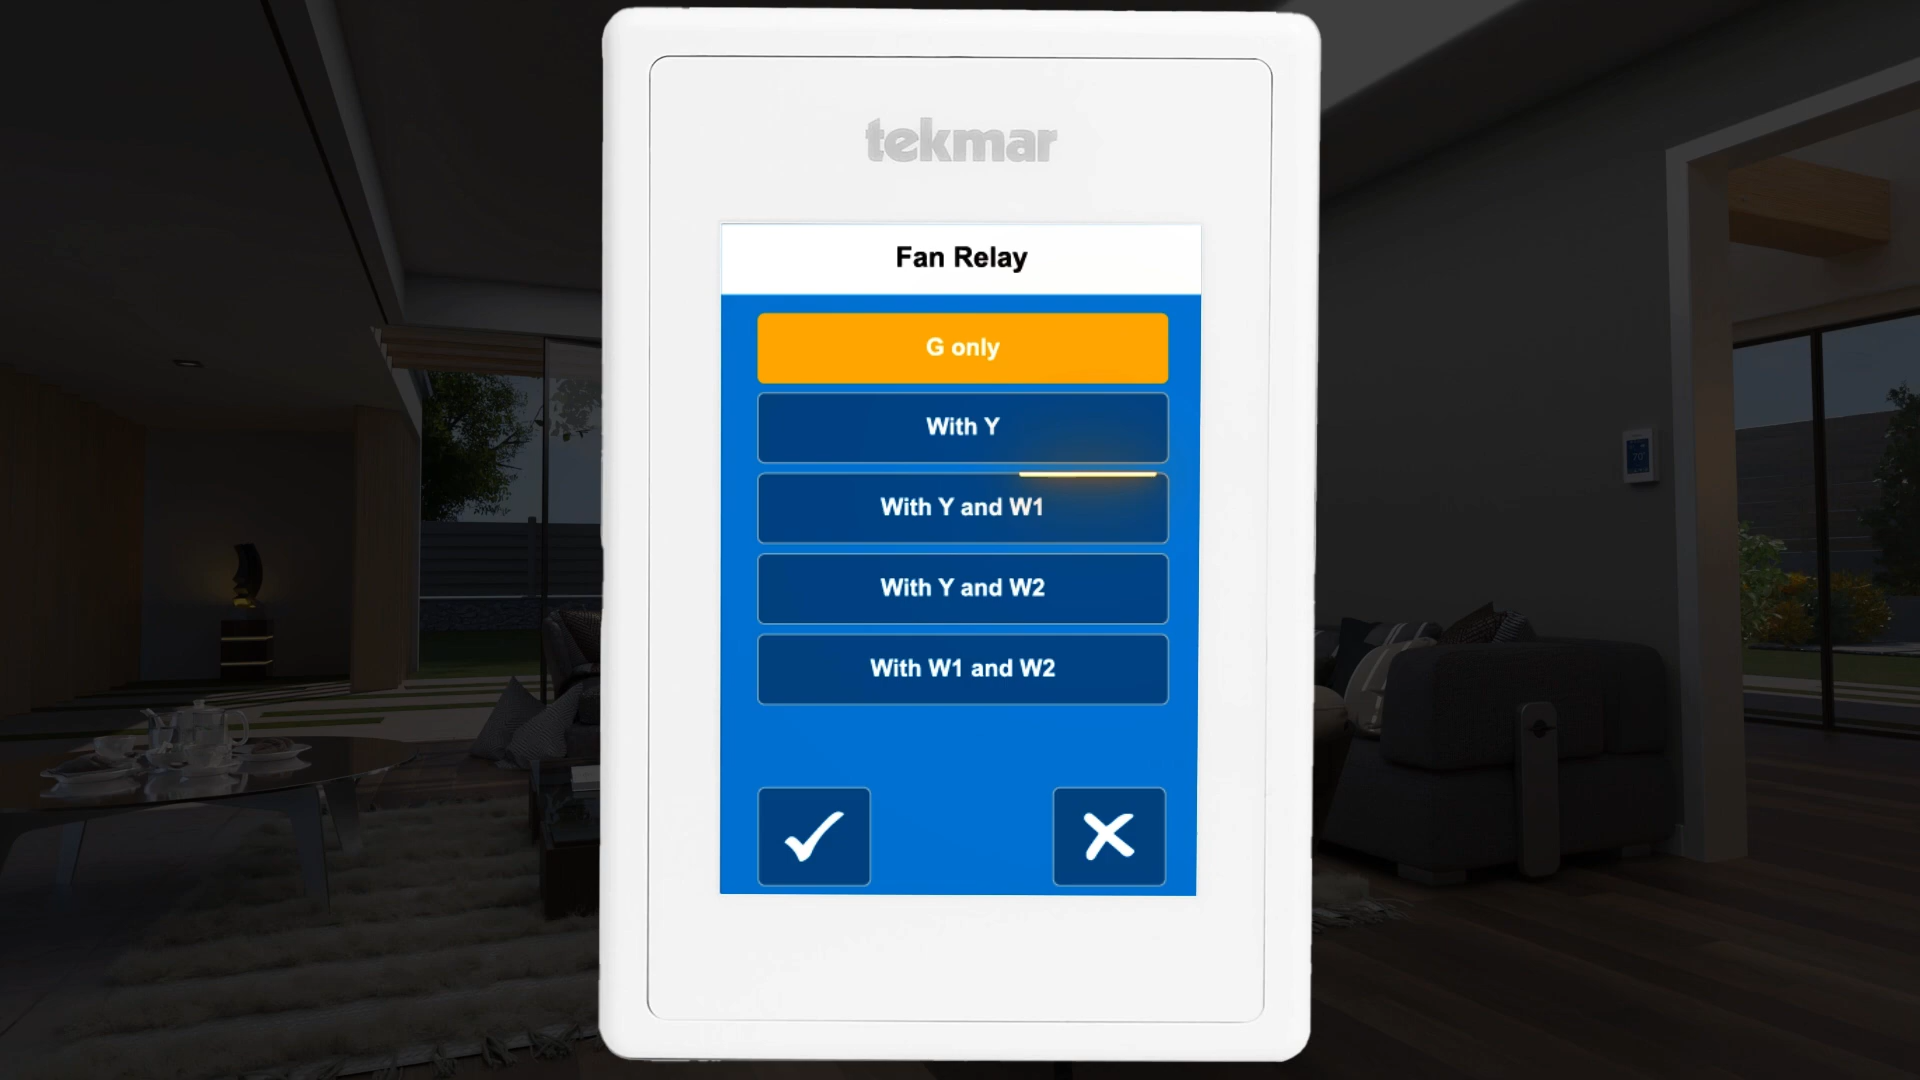 tekmar
Fan Relay
G only
With Y
With Y and W1
With Y and W2
With W1 and W2